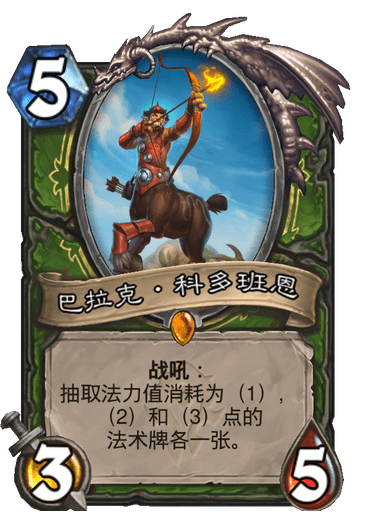 5
巴拉克·科多班恩
战吼：
抽取法力值消耗为（1），
（2）和（3）点的
法术牌各一张。
3
5